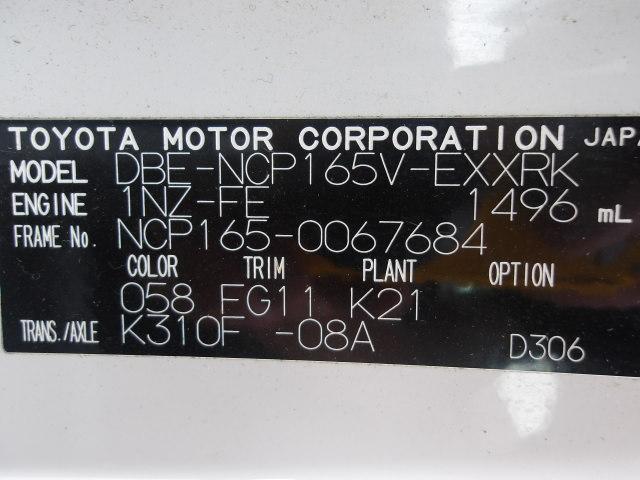 TOYOTA MOTOR CORPORATION JAPA
MODEL DBE-NCP165V-EXXRK
ENGINE 1NZ-FE 1496 mL
FRAME No. NCP165-0067684
COLOR TRIM PLANT OPTION
058 FG11 K21
TRANS./AXLE K310F -08A
D306